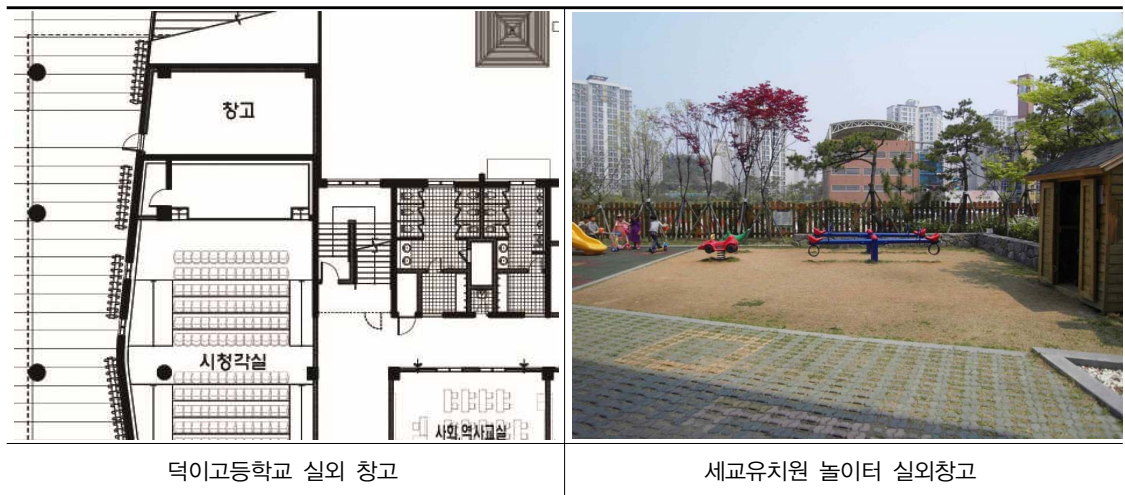 창고
시청각실
사회,역사교실
덕이고등학교 실외 창고
세교유치원 놀이터 실외창고